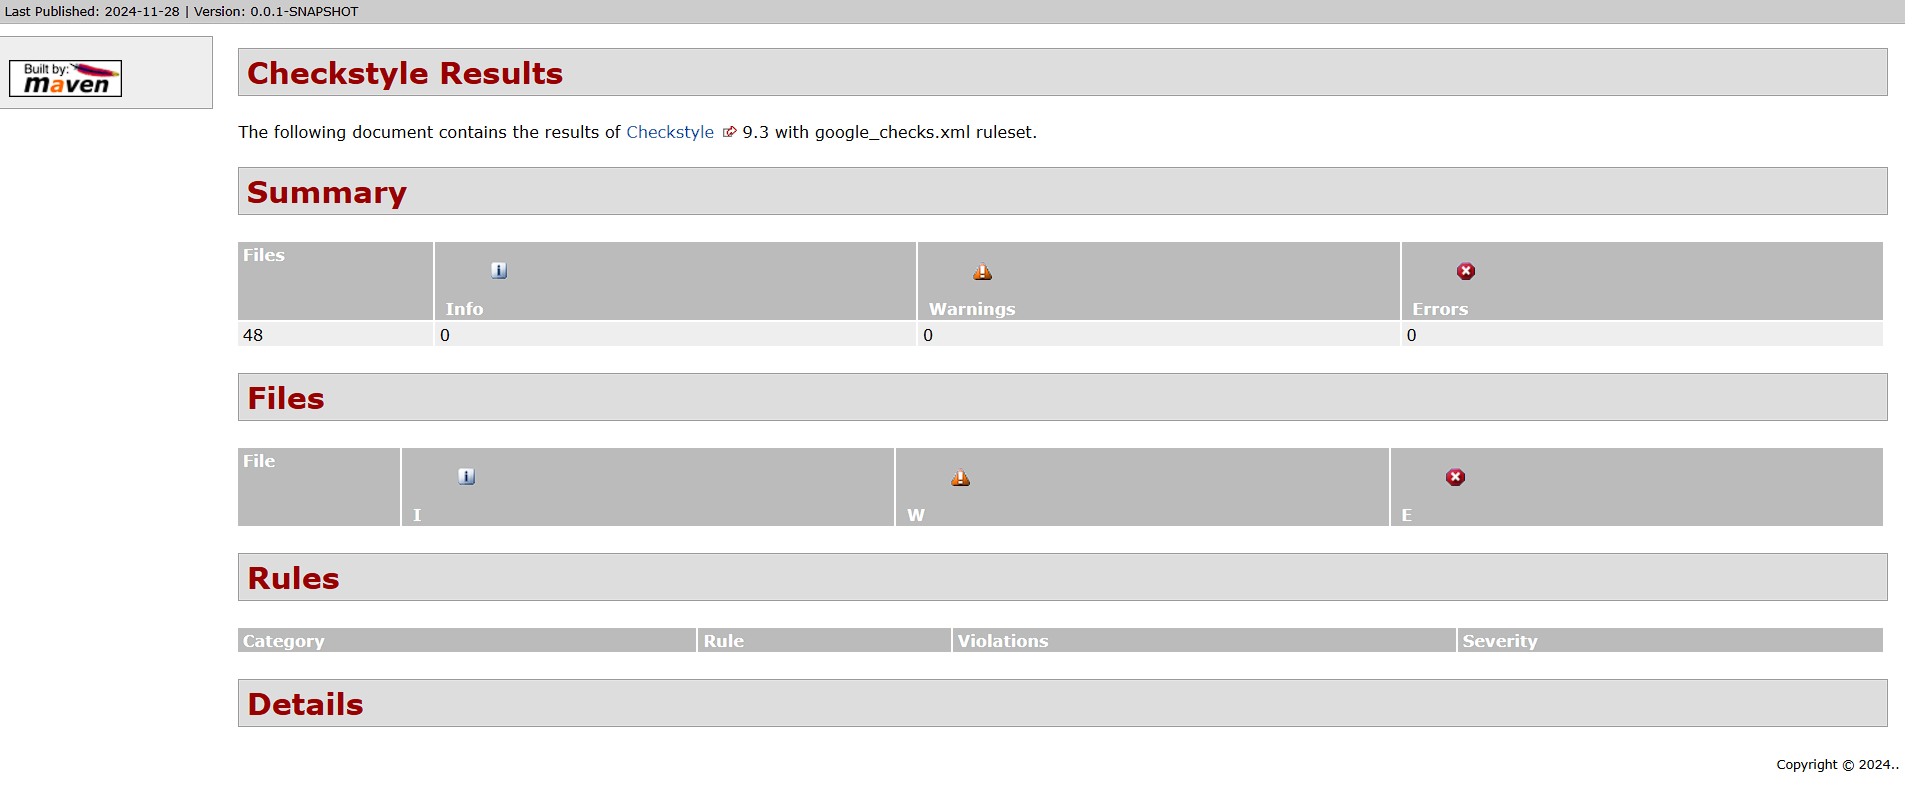 Last Published: 2024-11-28 | Version: 0.0.1-SNAPSHOT
Built by:
maven
Checkstyle Results
The following document contains the results of Checkstyle 9.3 with google_checks.xml ruleset.
Summary
Files Info Warnings Errors
48 0 0 0
Files
File I W E
Rules
Category Rule Violations Severity
Details
Copyright © 2024..